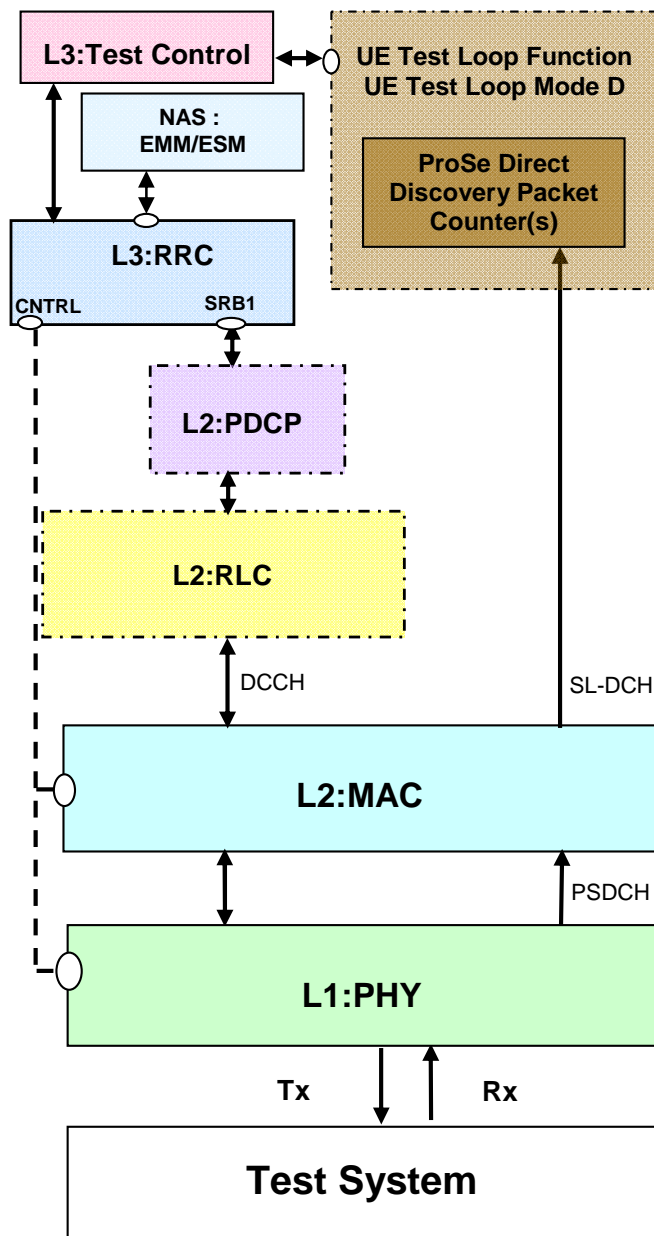 L3:Test Control
UE Test Loop Function
UE Test Loop Mode D
NAS :
EMM/ESM
ProSe Direct
Discovery Packet
Counter(s)
L3:RRC
CNTRL
SRB1
L2:PDCP
L2:RLC
DCCH
SL-DCH
L2:MAC
PSDCH
L1:PHY
Tx
Rx
Test System